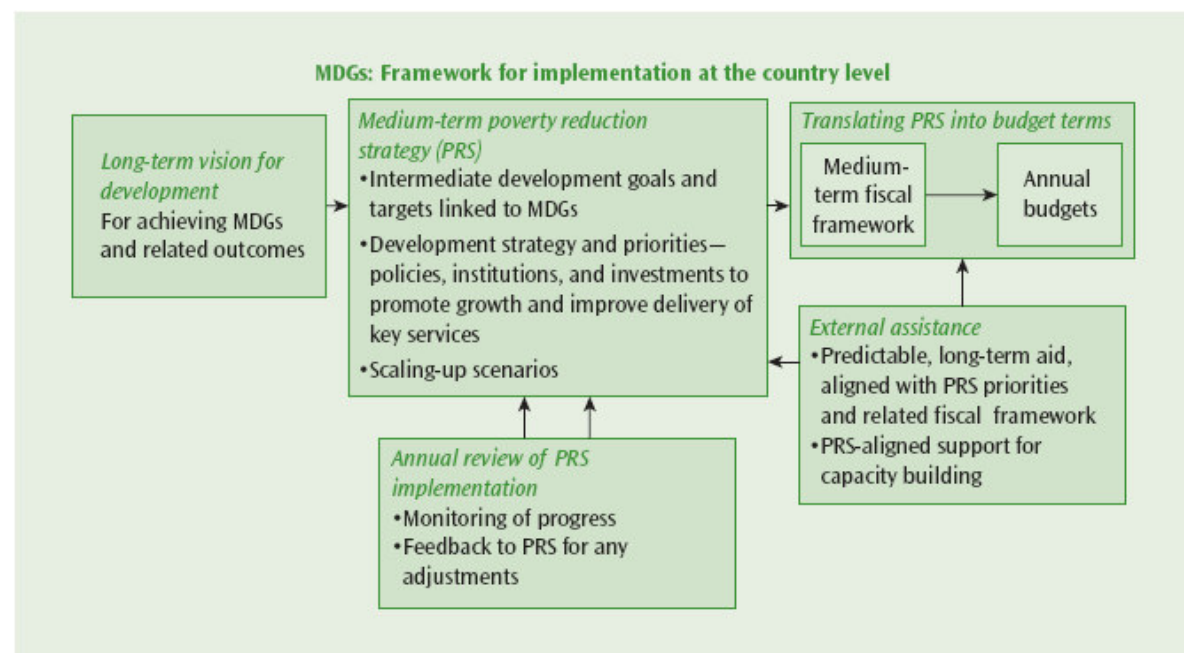 MDGs: Framework for implementation at the country level
Long-term vision for
development
For achieving MDGs
and related outcomes
Medium-term poverty reduction
strategy (PRS)
•Intermediate development goals and
targets linked to MDGs
•Development strategy and priorities—
policies, institutions, and investments to
promote growth and improve delivery of
key services
•Scaling-up scenarios
Translating PRS into budget terms
Medium-
term fiscal
framework
Annual
budgets
External assistance
•Predictable, long-term aid,
aligned with PRS priorities
and related fiscal framework
•PRS-aligned support for
capacity building
Annual review of PRS
implementation
•Monitoring of progress
•Feedback to PRS for any
adjustments